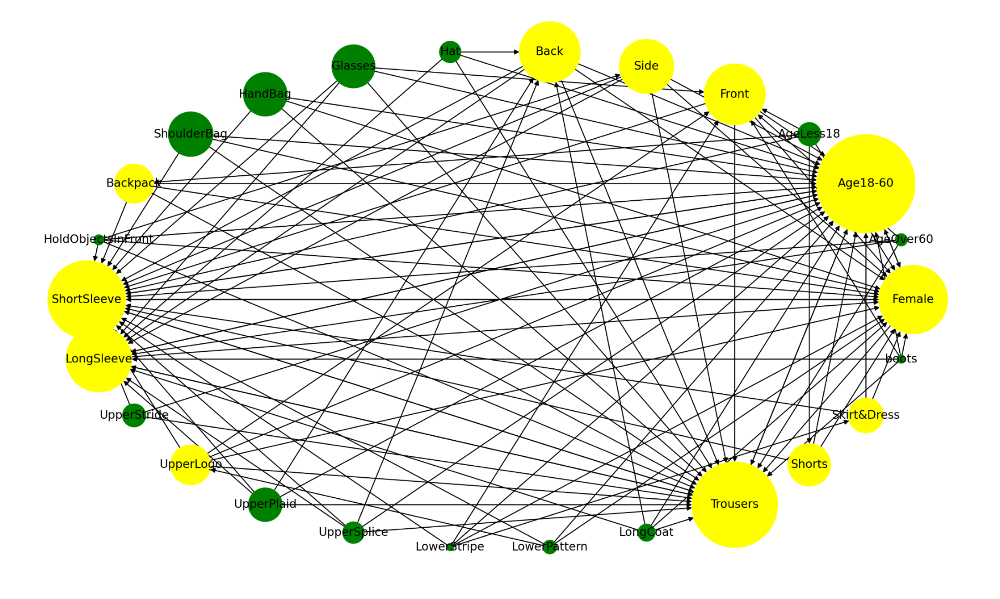 Hat
Back
Side
Glasses
Front
HandBag
ShoulderBag
AgeLess18
Backpack
Age18-60
HoldObjectsInFront
AgeOver60
ShortSleeve
Female
LongSleeve
boots
UpperStride
Skirt&Dress
UpperLogo
Shorts
UpperPlaid
Trousers
UpperSplice
LongCoat
LowerStripe
LowerPattern